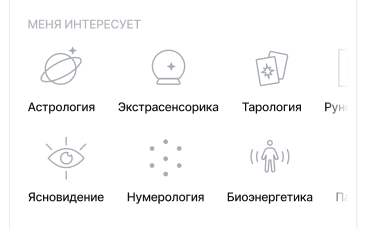 МЕНЯ ИНТЕРЕСУЕТ
Астрология Экстрасенсорика Тарология
Ясновидение Нумерология Биоэнергетика